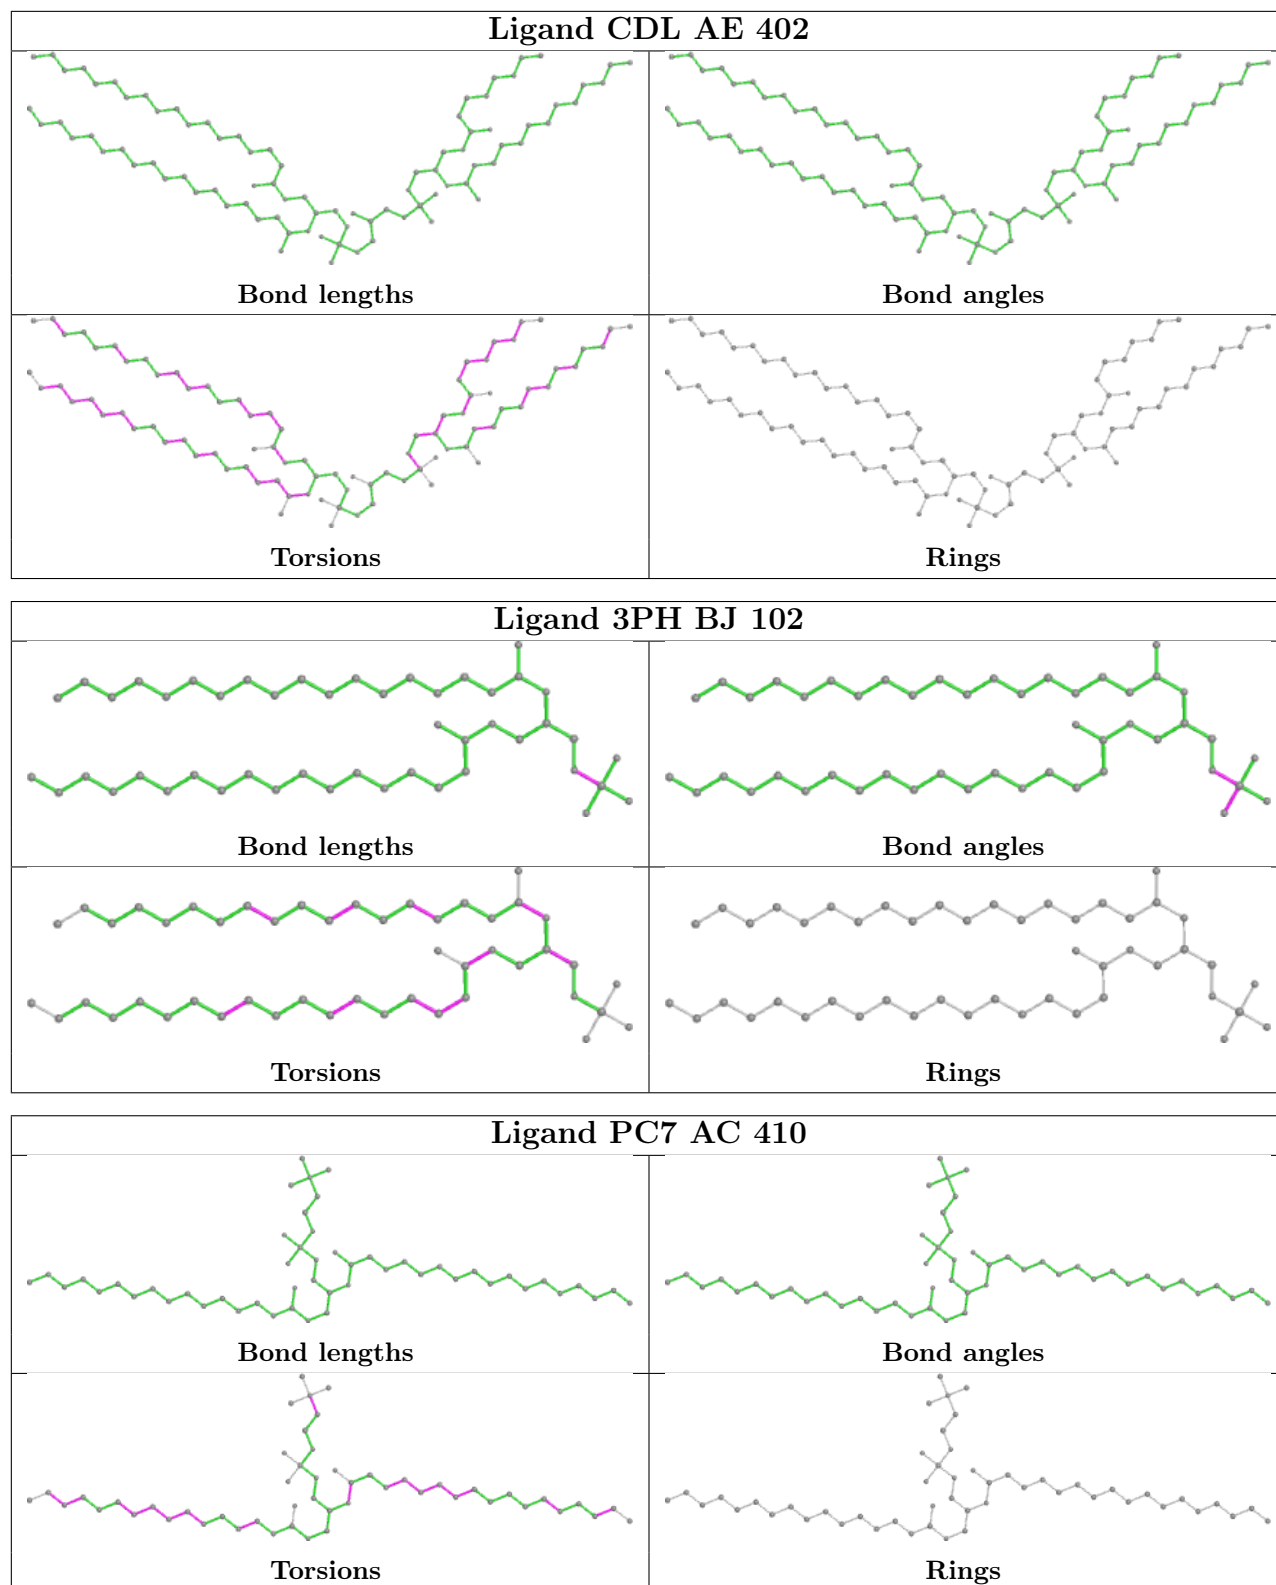 Ligand CDL AE 402
Bond lengths Bond angles
Torsions Rings
Ligand 3PH BJ 102
Bond lengths Bond angles
Torsions Rings
Ligand PC7 AC 410
Bond lengths Bond angles
Torsions Rings